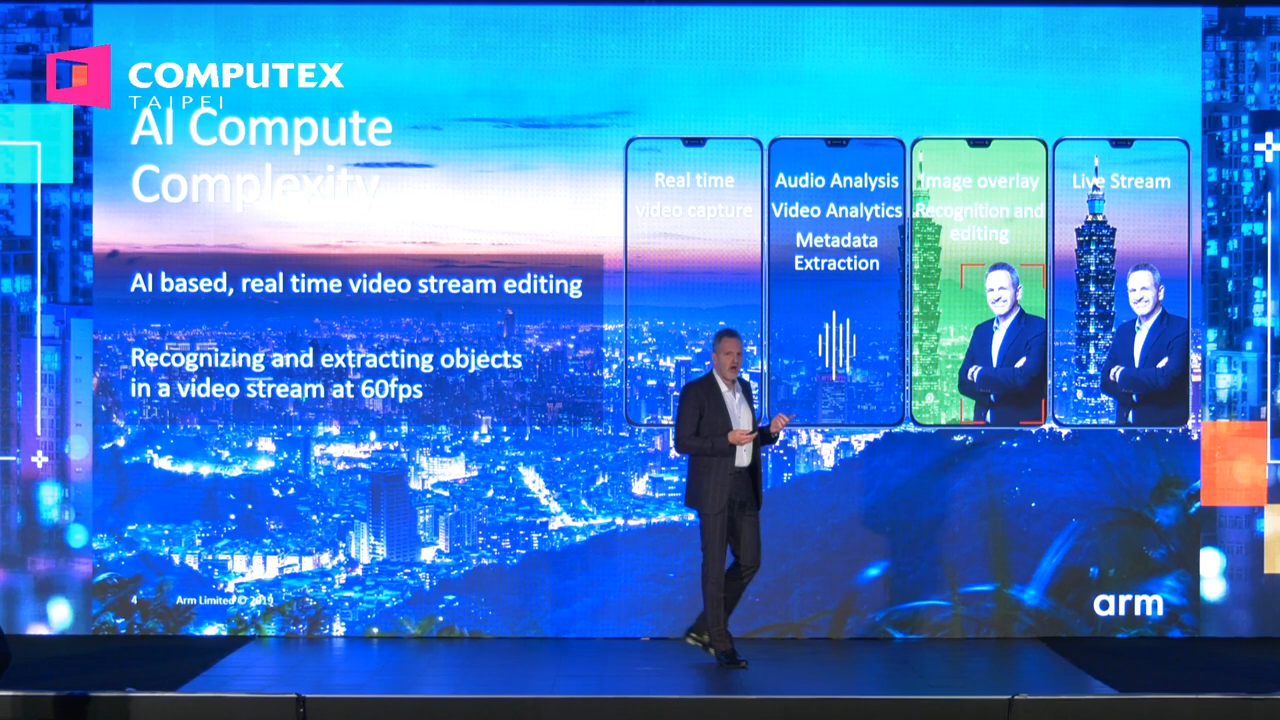 COMPUTEX
TAIPEI
AI Compute
Complexity
AI based, real time video stream editing
Recognizing and extracting objects
in a video stream at 60fps
Real time
video capture
Audio Analysis
Video Analytics
Metadata
Extraction
Image overlay
Recognition and
editing
Live Stream
4 Arm Limited © 2019
arm